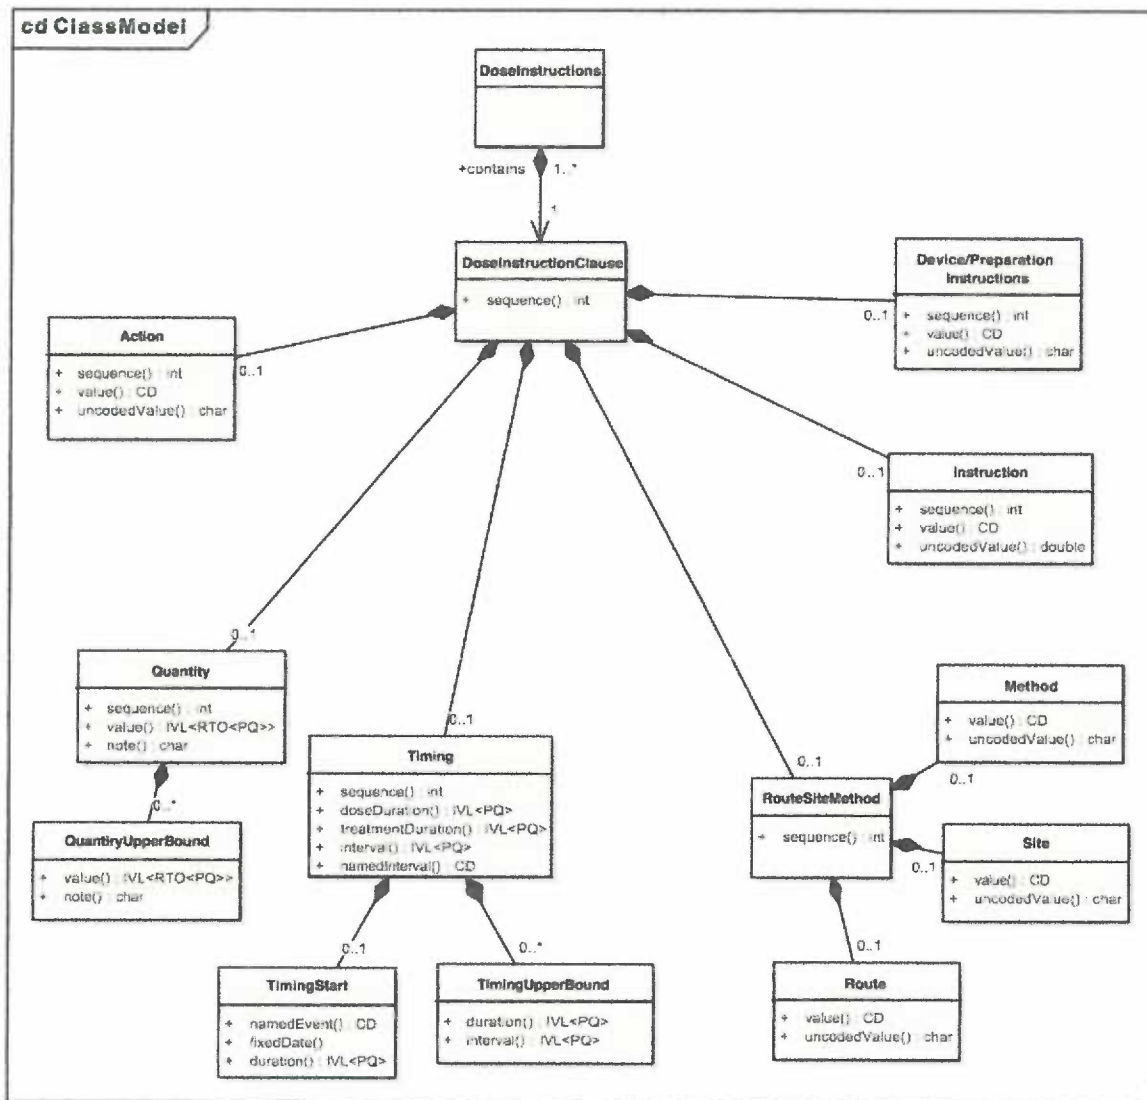 cd ClassModel
DoseInstructions
+contains 1..*
1
DoseInstructionClause
+ sequence() : int
Device/Preparation
Instructions
+ sequence() : int
+ value() : CD
+ uncodedValue() : char
0..1
Action
+ sequence() : int
+ value() : CD
+ uncodedValue() : char
0..1
0..1
Instruction
+ sequence() : int
+ value() : CD
+ uncodedValue() : double
0..1
Quantity
+ sequence() : int
+ value() : IVL<RTO<PQ>>
+ note() : char
0..*
QuantiryUpperBound
+ value() : IVL<RTO<PQ>>
+ note() : char
0..1
Timing
+ sequence() : int
+ doseDuration() : IVL<PQ>
+ treatmentDuration() : IVL<PQ>
+ interval() : IVL<PQ>
+ namedInterval() : CD
0..1
RouteSiteMethod
+ sequence() : int
Method
+ value() : CD
+ uncodedValue() : char
0..1
Site
+ value() : CD
+ uncodedValue() : char
0..1
0..1
TimingStart
+ namedEvent() : CD
+ fixedDate()
+ duration() : IVL<PQ>
0..*
TimingUpperBound
+ duration() : IVL<PQ>
+ interval() : IVL<PQ>
0..1
Route
+ value() : CD
+ uncodedValue() : char